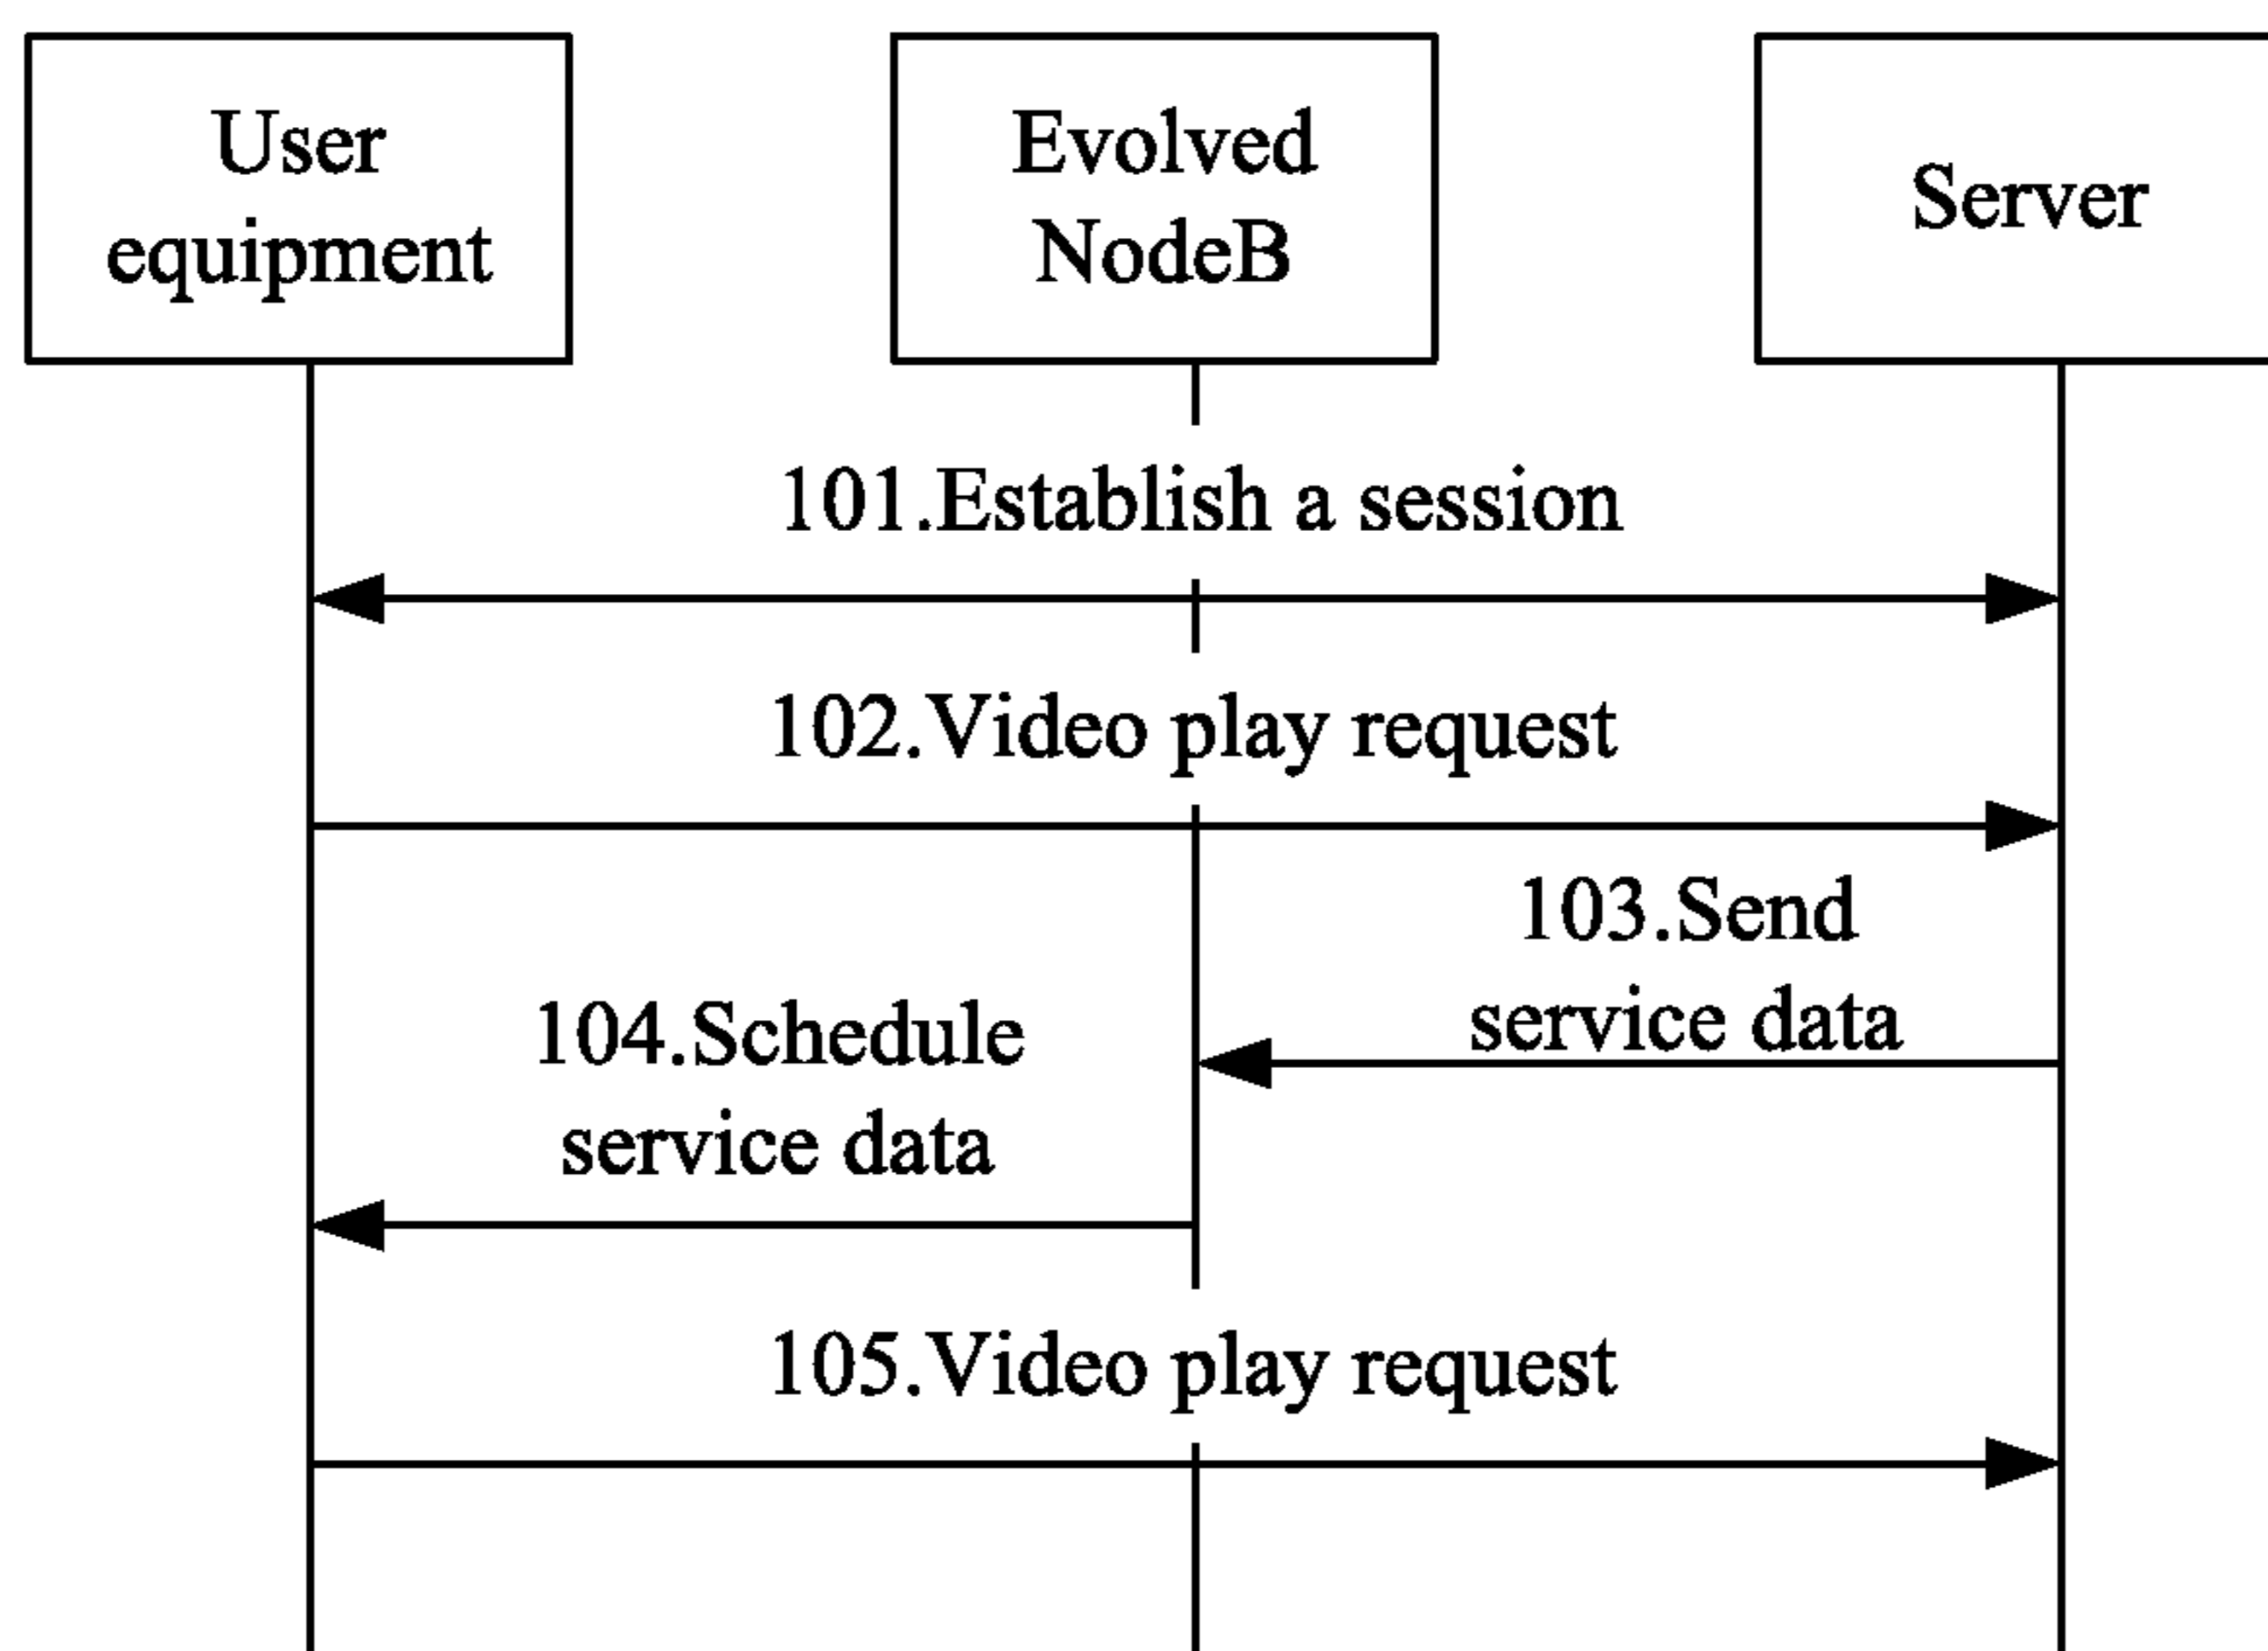 User
equipment
Evolved
NodeB
Server
101.Establish a session
102.Video play request
103.Send
service data
104.Schedule
service data
105.Video play request